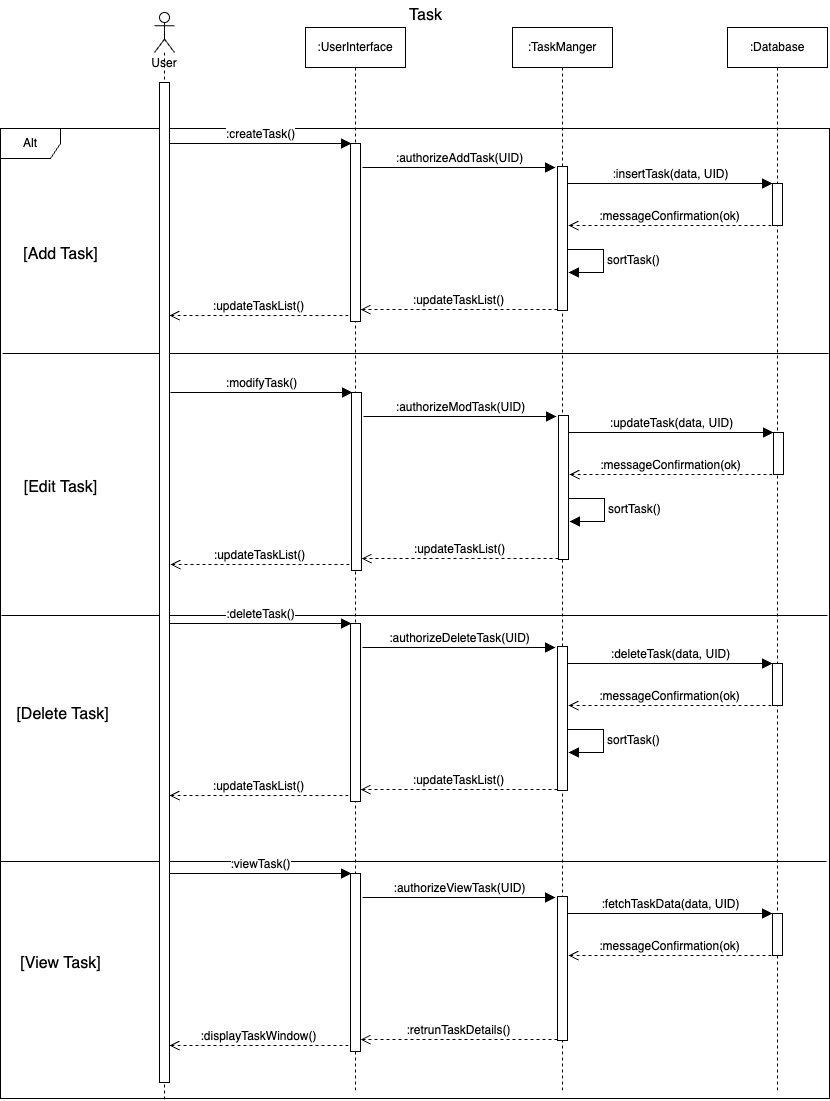 Task
User
:UserInterface
:TaskManger
:Database
Alt
:createTask()
:authorizeAddTask(UID)
:insertTask(data, UID)
:messageConfirmation(ok)
[Add Task]
sortTask()
:updateTaskList()
:updateTaskList()
:modifyTask()
:authorizeModTask(UID)
:updateTask(data, UID)
:messageConfirmation(ok)
[Edit Task]
sortTask()
:updateTaskList()
:updateTaskList()
:deleteTask()
:authorizeDeleteTask(UID)
:deleteTask(data, UID)
:messageConfirmation(ok)
[Delete Task]
sortTask()
:updateTaskList()
:updateTaskList()
:viewTask()
:authorizeViewTask(UID)
:fetchTaskData(data, UID)
:messageConfirmation(ok)
[View Task]
:retrunTaskDetails()
:displayTaskWindow()